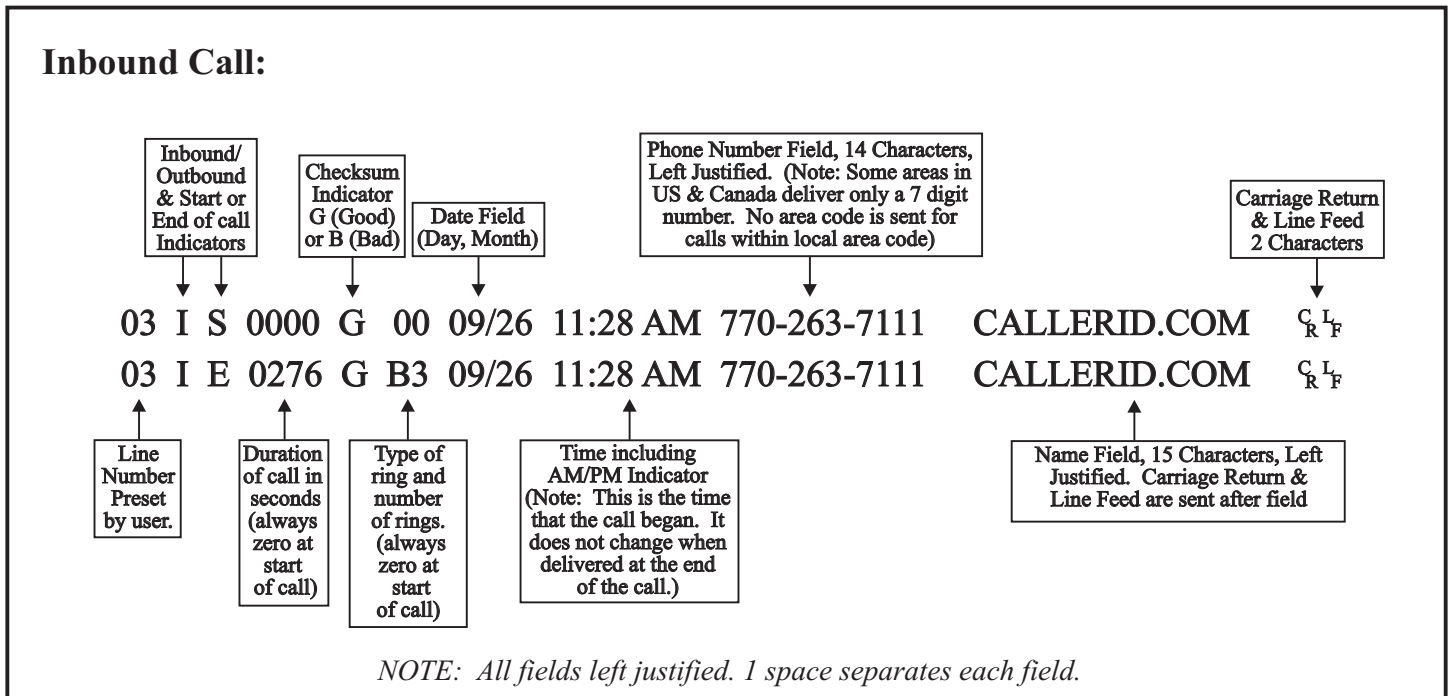 Inbound Call:
Inbound/
Outbound
& Start or
End of call
Indicators
Checksum
Indicator
G (Good)
or B (Bad)
Date Field
(Day, Month)
Phone Number Field, 14 Characters,
Left Justified. (Note: Some areas in
US & Canada deliver only a 7 digit
number. No area code is sent for
calls within local area code)
Carriage Return
& Line Feed
2 Characters
03 I S 0000 G 00 09/26 11:28 AM 770-263-7111 CALLERID.COM CR LF
03 I E 0276 G B3 09/26 11:28 AM 770-263-7111 CALLERID.COM CR LF
Line
Number
Preset
by user.
Duration
of call in
seconds
(always
zero at
start
of call)
Type of
ring and
number
of rings.
(always
zero at
start
of call)
Time including
AM/PM Indicator
(Note: This is the time
that the call began. It
does not change when
delivered at the end
of the call.)
Name Field, 15 Characters, Left
Justified. Carriage Return &
Line Feed are sent after field
NOTE: All fields left justified. 1 space separates each field.